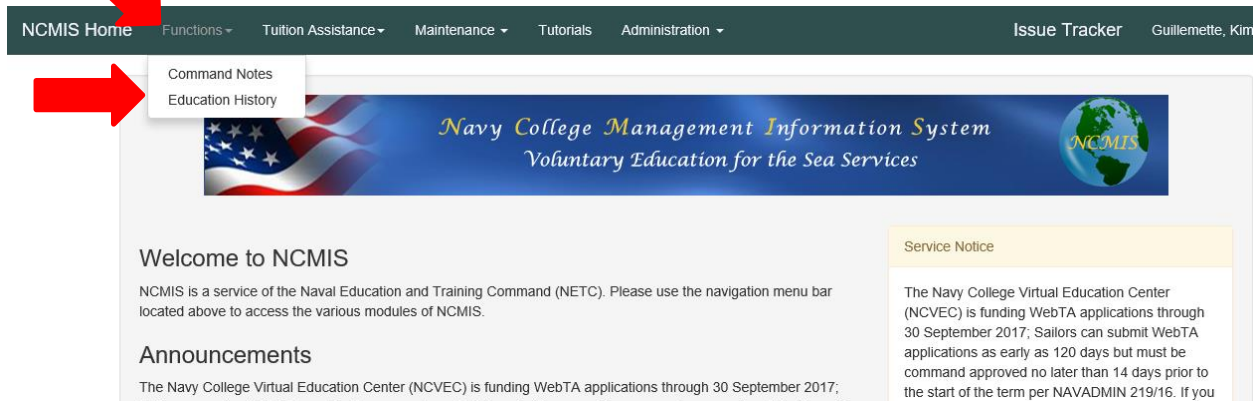 NCMIS Home Functions Tuition Assistance Maintenance Tutorials Administration Issue Tracker Guillemette, Kim
Command Notes
Education History
Navy College Management Information System
Voluntary Education for the Sea Services
NCMIS
Welcome to NCMIS
NCMIS is a service of the Naval Education and Training Command (NETC). Please use the navigation menu bar
located above to access the various modules of NCMIS.
Announcements
The Navy College Virtual Education Center (NCVEC) is funding WebTA applications through 30 September 2017;
Service Notice
The Navy College Virtual Education Center
(NCVEC) is funding WebTA applications through
30 September 2017; Sailors can submit WebTA
applications as early as 120 days but must be
command approved no later than 14 days prior to
the start of the term per NAVADMIN 219/16. If you